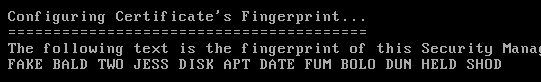 Configuring Certificate's Fingerprint...
========================================
The following text is the fingerprint of this Security Manag
FAKE BALD TWO JESS DISK APT DATE FUM BOLO DUN HELD SHOD